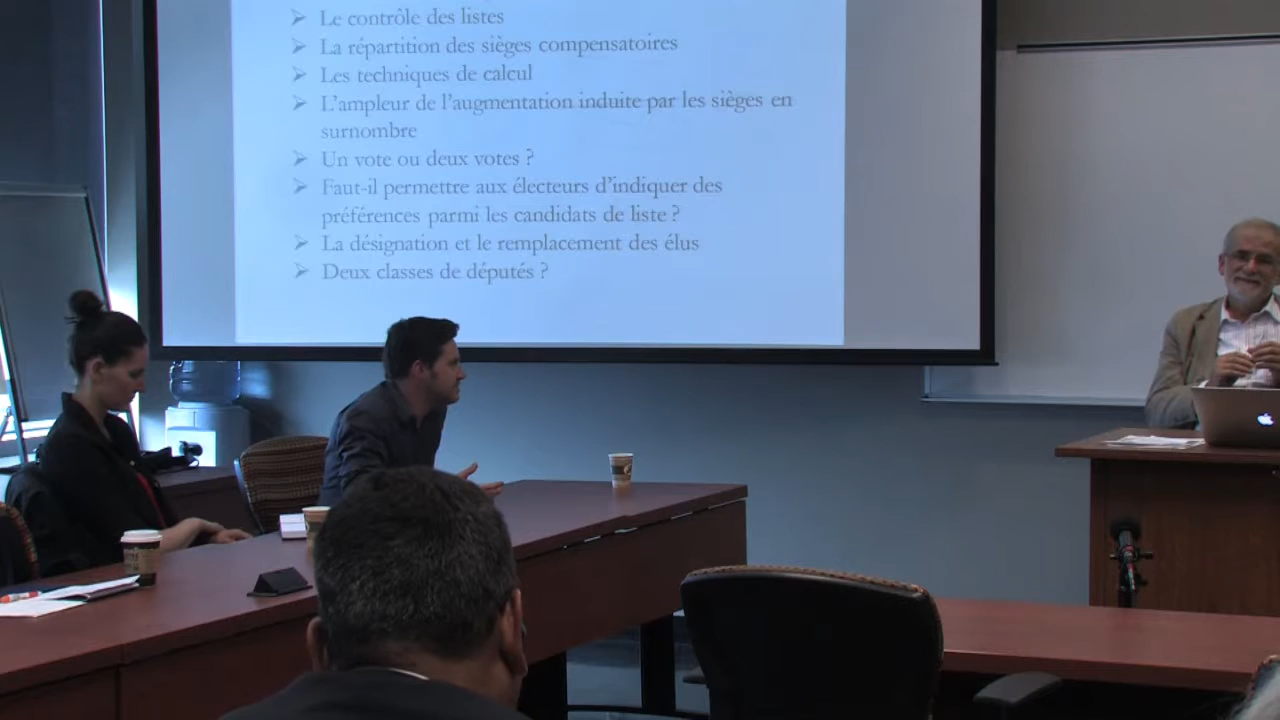 Le contrôle des listes
La répartition des sièges compensatoires
Les techniques de calcul
L'ampleur de l'augmentation induite par les sièges en
surnombre
Un vote ou deux votes ?
Faut-il permettre aux électeurs d'indiquer des
préférences parmi les candidats de liste ?
La désignation et le remplacement des élus
Deux classes de députés ?